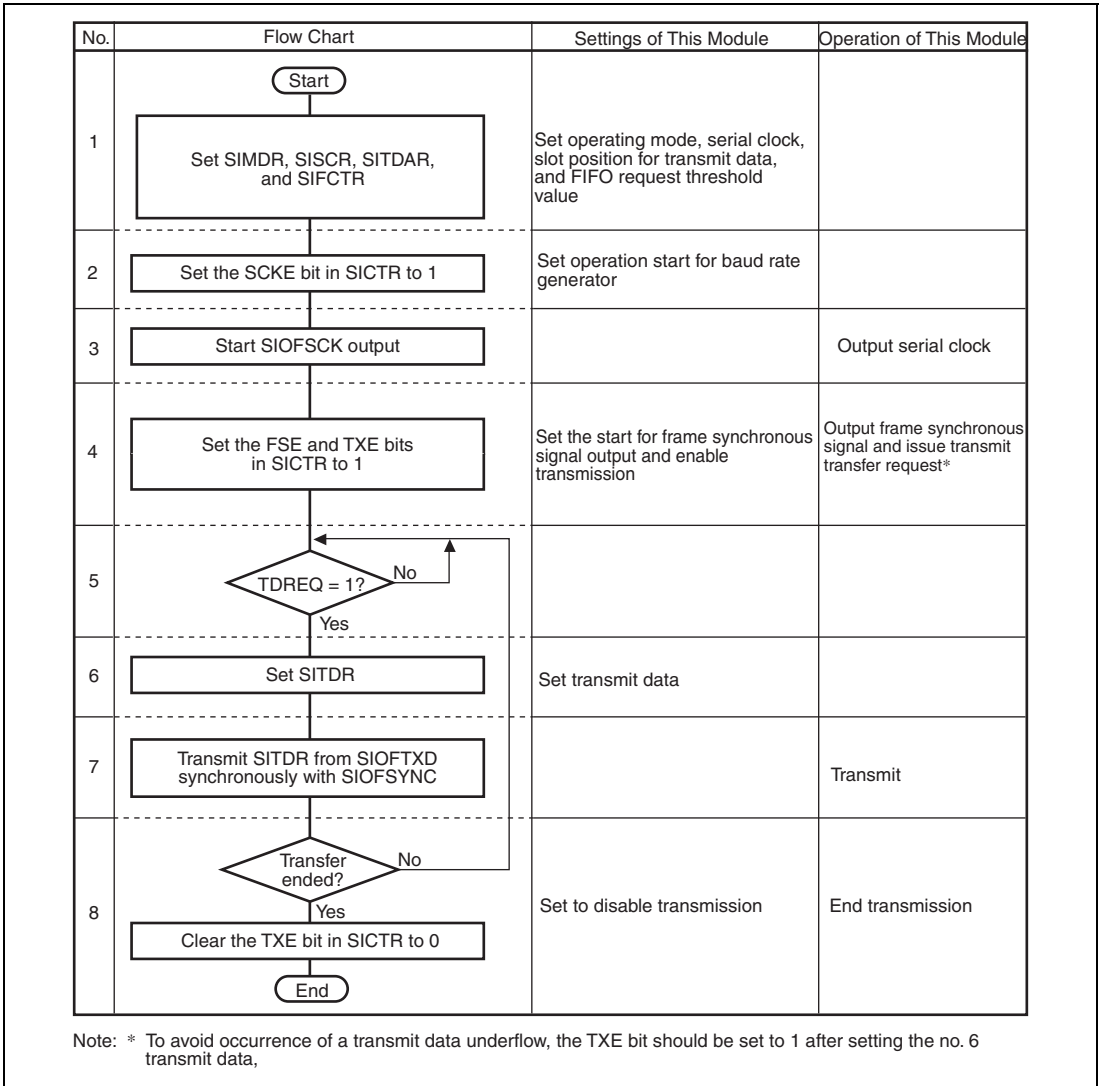 No.
Flow Chart
Settings of This Module
Operation of This Module
Start
1
Set SIMDR, SISCR, SITDAR,
and SIFCTR
Set operating mode, serial clock,
slot position for transmit data,
and FIFO request threshold
value
2
Set the SCKE bit in SICTR to 1
Set operation start for baud rate
generator
3
Start SIOFSCK output
Output serial clock
4
Set the FSE and TXE bits
in SICTR to 1
Set the start for frame synchronous
signal output and enable
transmission
Output frame synchronous
signal and issue transmit
transfer request*
5
TDREQ = 1?
No
Yes
6
Set SITDR
Set transmit data
7
Transmit SITDR from SIOFTXD
synchronously with SIOFSYNC
Transmit
8
Transfer
ended?
No
Yes
Set to disable transmission
End transmission
Clear the TXE bit in SICTR to 0
End
Note: * To avoid occurrence of a transmit data underflow, the TXE bit should be set to 1 after setting the no. 6
transmit data,